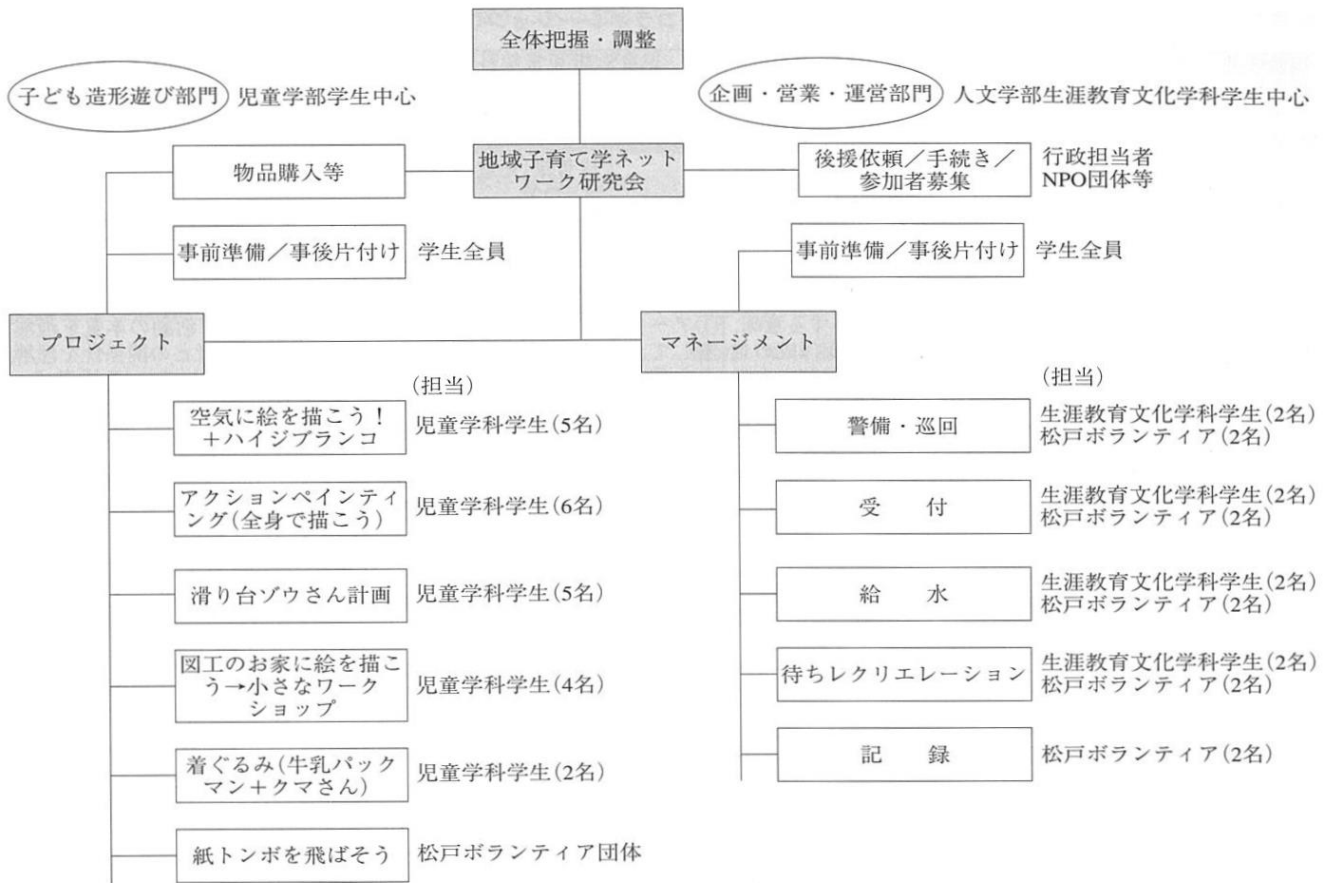 全体把握・調整
子ども造形遊び部門
児童学部学生中心
企画・営業・運営部門
人文学部生涯教育文化学科学生中心
物品購入等
地域子育て学ネット
ワーク研究会
後援依頼／手続き／
参加者募集
行政担当者
NPO団体等
事前準備／事後片付け
学生全員
事前準備／事後片付け
学生全員
プロジェクト
マネージメント
(担当)
空気に絵を描こう！
＋ハイジブランコ
児童学科学生(5名)
アクションペインティ
ング(全身で描こう)
児童学科学生(6名)
滑り台ゾウさん計画
児童学科学生(5名)
図工のお家に絵を描こ
う→小さなワーク
ショップ
児童学科学生(4名)
着ぐるみ(牛乳パック
マン＋クマさん)
児童学科学生(2名)
紙トンボを飛ばそう
松戸ボランティア団体
(担当)
警備・巡回
生涯教育文化学科学生(2名)
松戸ボランティア(2名)
受　付
生涯教育文化学科学生(2名)
松戸ボランティア(2名)
給　水
生涯教育文化学科学生(2名)
松戸ボランティア(2名)
待ちレクリエレーション
生涯教育文化学科学生(2名)
松戸ボランティア(2名)
記　録
松戸ボランティア(2名)